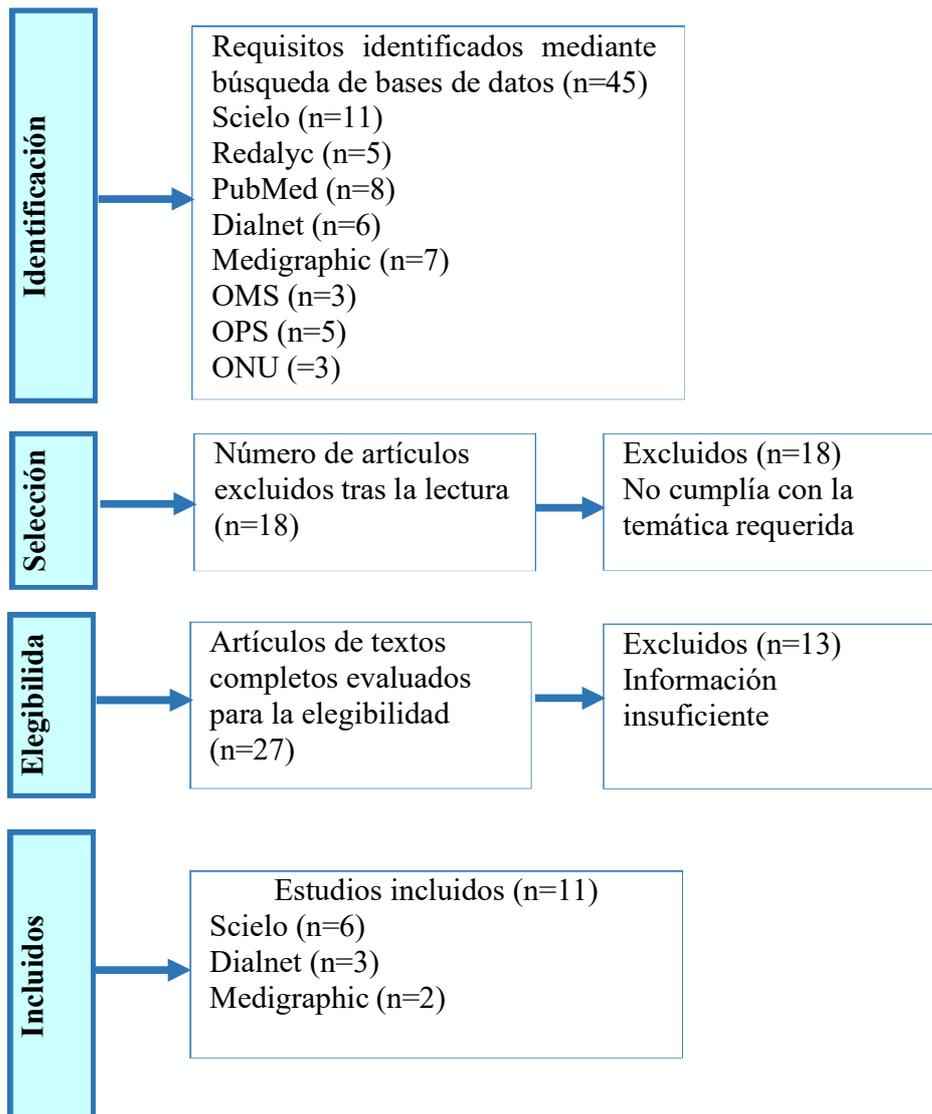 Identificación
Requisitos identificados mediante
búsqueda de bases de datos (n=45)
Scielo (n=11)
Redalyc (n=5)
PubMed (n=8)
Dialnet (n=6)
Medigraphic (n=7)
OMS (n=3)
OPS (n=5)
ONU (=3)
Selección
Número de artículos
excluidos tras la lectura
(n=18)
Excluidos (n=18)
No cumplía con la
temática requerida
Elegibilida
Artículos de textos
completos evaluados
para la elegibilidad
(n=27)
Excluidos (n=13)
Información
insuficiente
Incluidos
Estudios incluidos (n=11)
Scielo (n=6)
Dialnet (n=3)
Medigraphic (n=2)